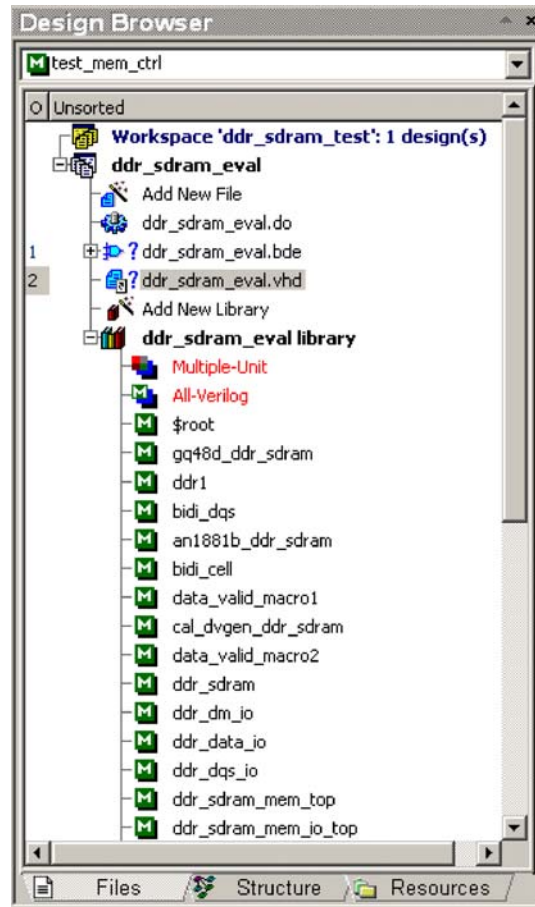 Design Browser
test_mem_ctrl
O Unsorted
Workspace 'ddr_sdram_test': 1 design(s)
ddr_sdram_eval
Add New File
ddr_sdram_eval.do
1 ? ddr_sdram_eval.bde
2 ? ddr_sdram_eval.vhd
Add New Library
ddr_sdram_eval library
Multiple-Unit
All-Verilog
$root
gq48d_ddr_sdram
ddr1
bidi_dqs
an1881b_ddr_sdram
bidi_cell
data_valid_macro1
cal_dvgen_ddr_sdram
data_valid_macro2
ddr_sdram
ddr_dm_io
ddr_data_io
ddr_dqs_io
ddr_sdram_mem_top
ddr_sdram_mem_io_top
Files Structure Resources